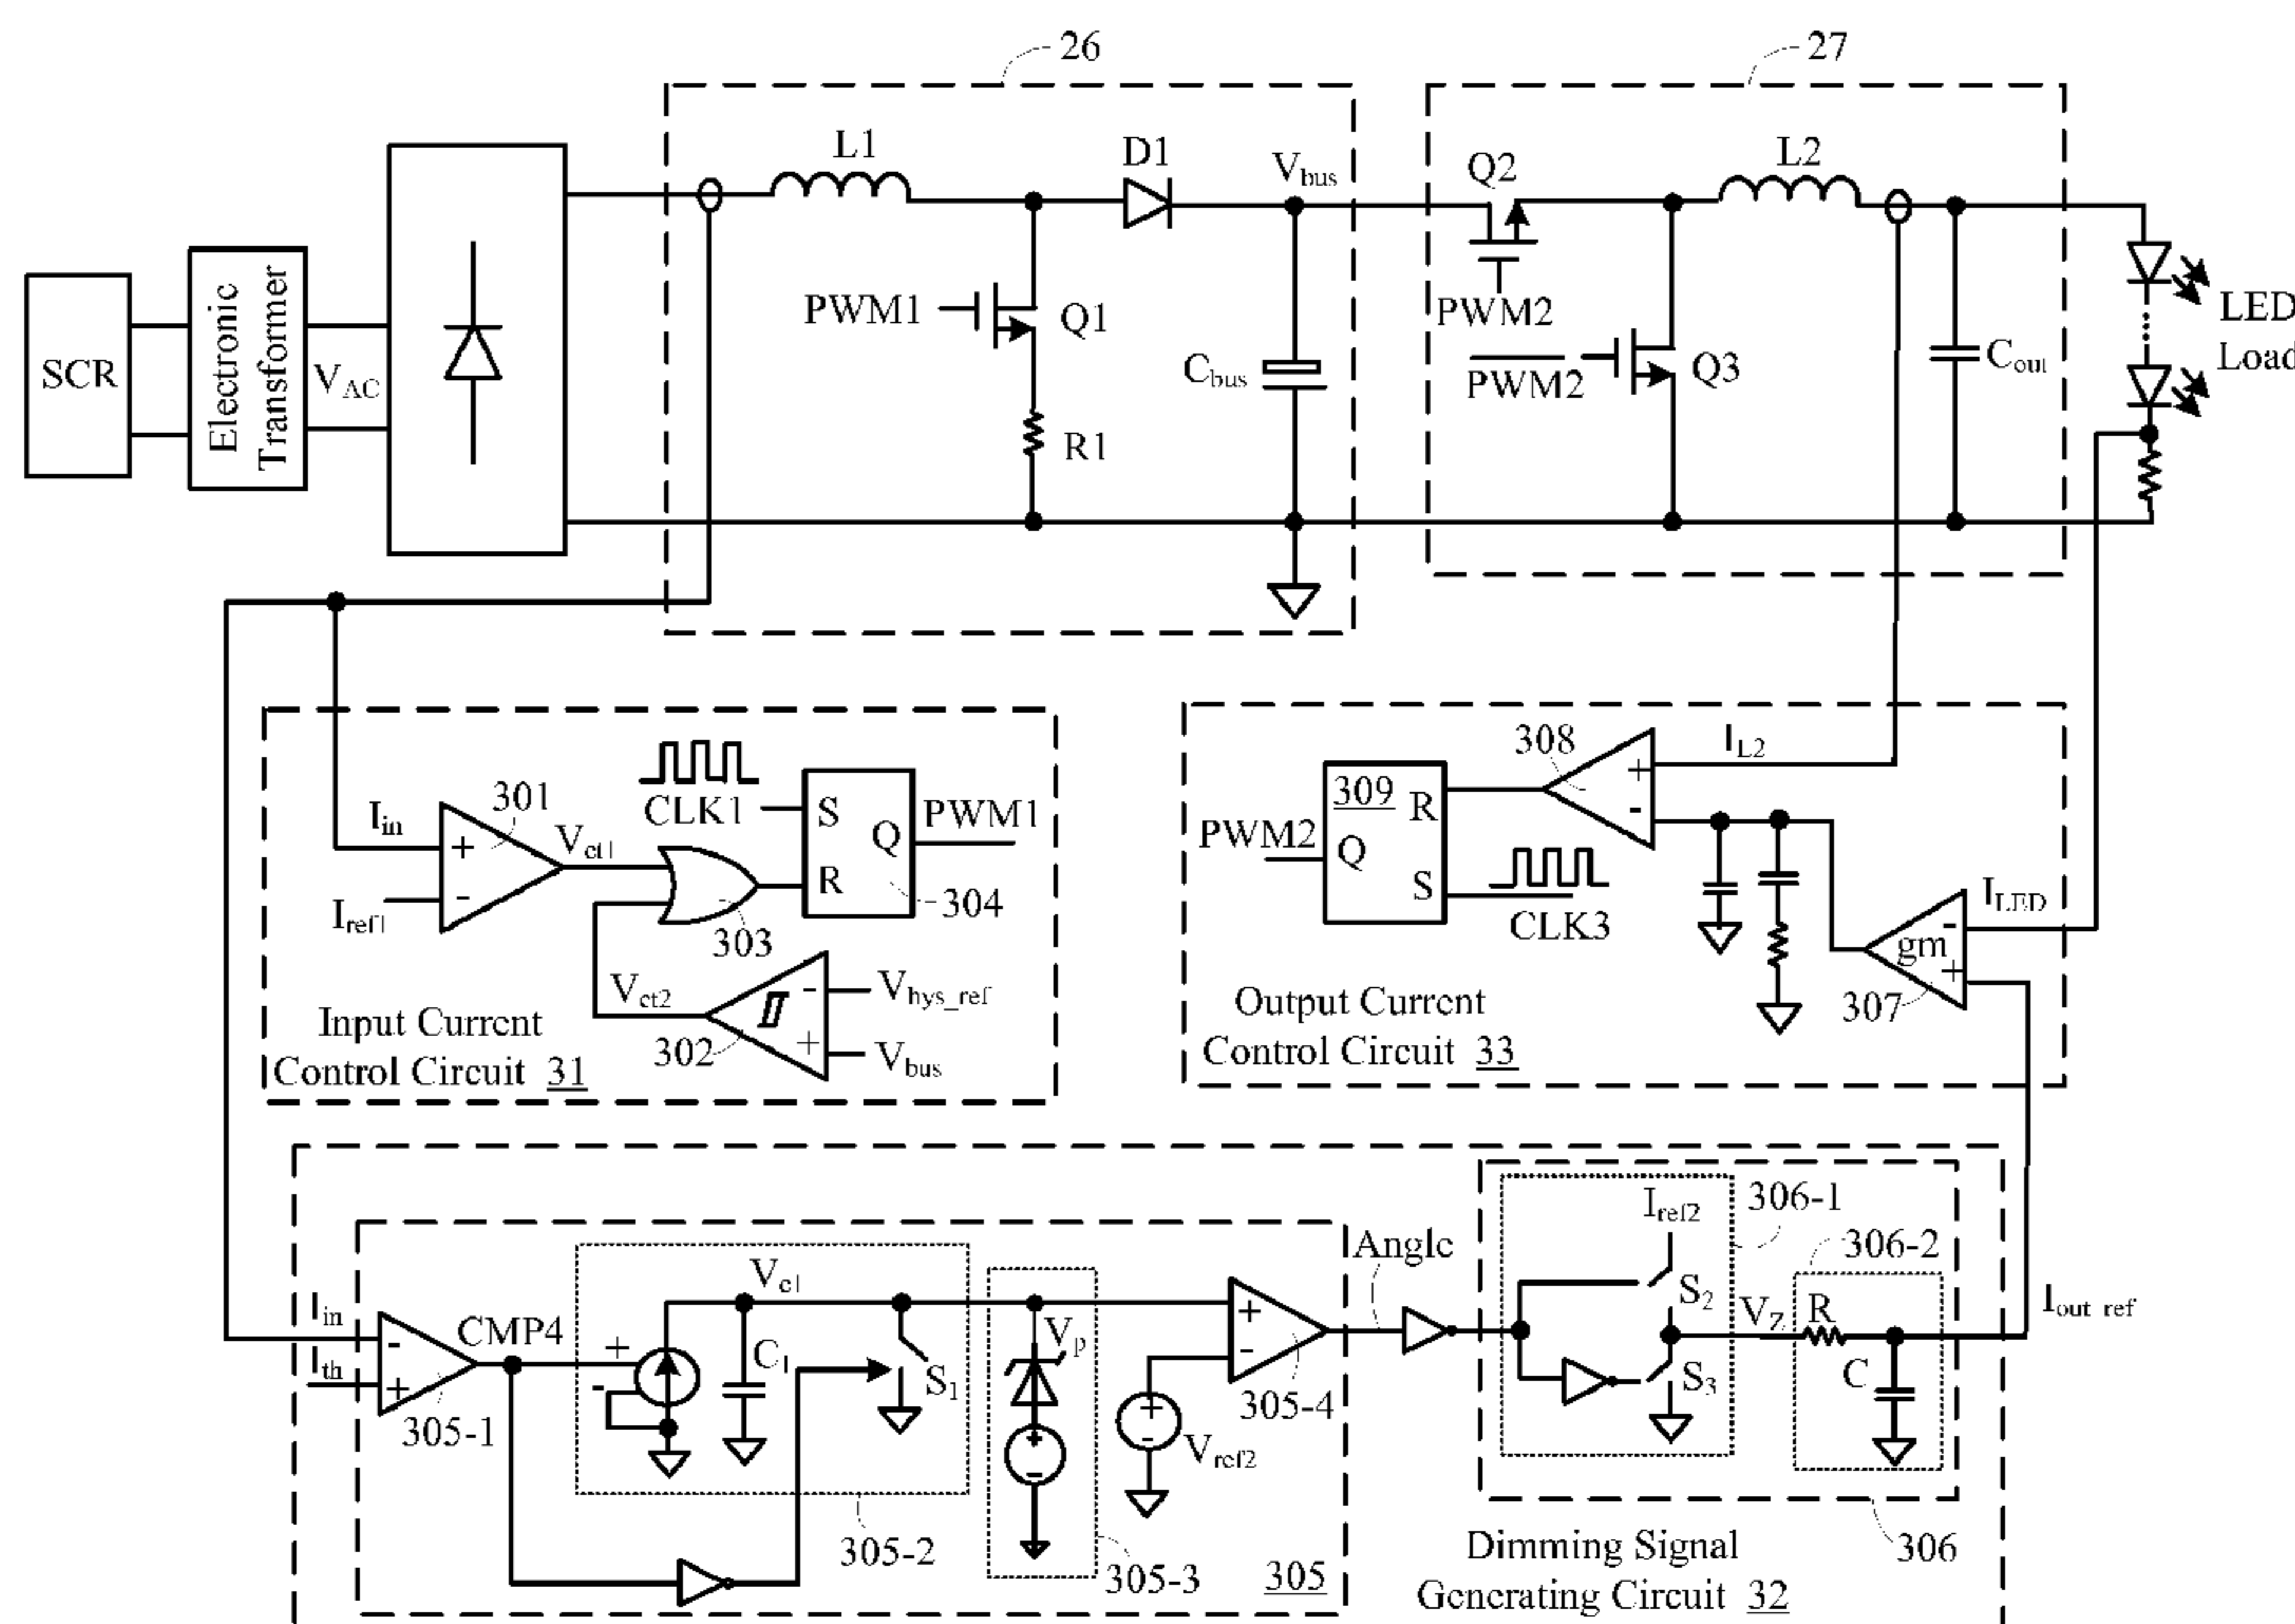 26
27
L1
D1
Vbus
Q2
L2
SCR
Electronic
Transformer
VAC
PWM1
Q1
R1
Cbus
PWM2
PWM2
Q3
Cout
LED
Load
Iin
Iref1
+
-
301
Vct1
CLK1
S
R
Q
304
PWM1
303
Vct2
302
-
+
Vhys_ref
Vbus
Input Current
Control Circuit 31
PWM2
309
R
Q
S
308
+
-
IL2
CLK3
ILED
gm
-
+
307
Output Current
Control Circuit 33
Iin
Ith
-
+
CMP4
305-1
+
-
Vc1
C1
S1
305-2
Vp
+
-
305-3
+
-
Vref2
+
-
305-4
305
Angle
Iref2
S2
S3
306-1
VZ
R
C
306-2
306
Iout_ref
Dimming Signal
Generating Circuit 32